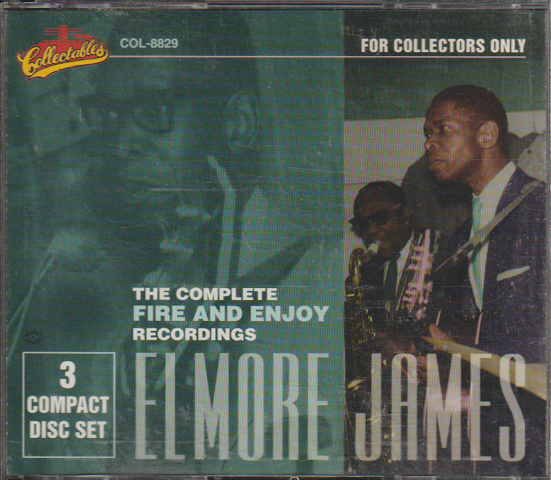 Collectables
COL-8829
FOR COLLECTORS ONLY
THE COMPLETE
FIRE AND ENJOY
RECORDINGS
3
COMPACT
DISC SET
ELMORE JAMES